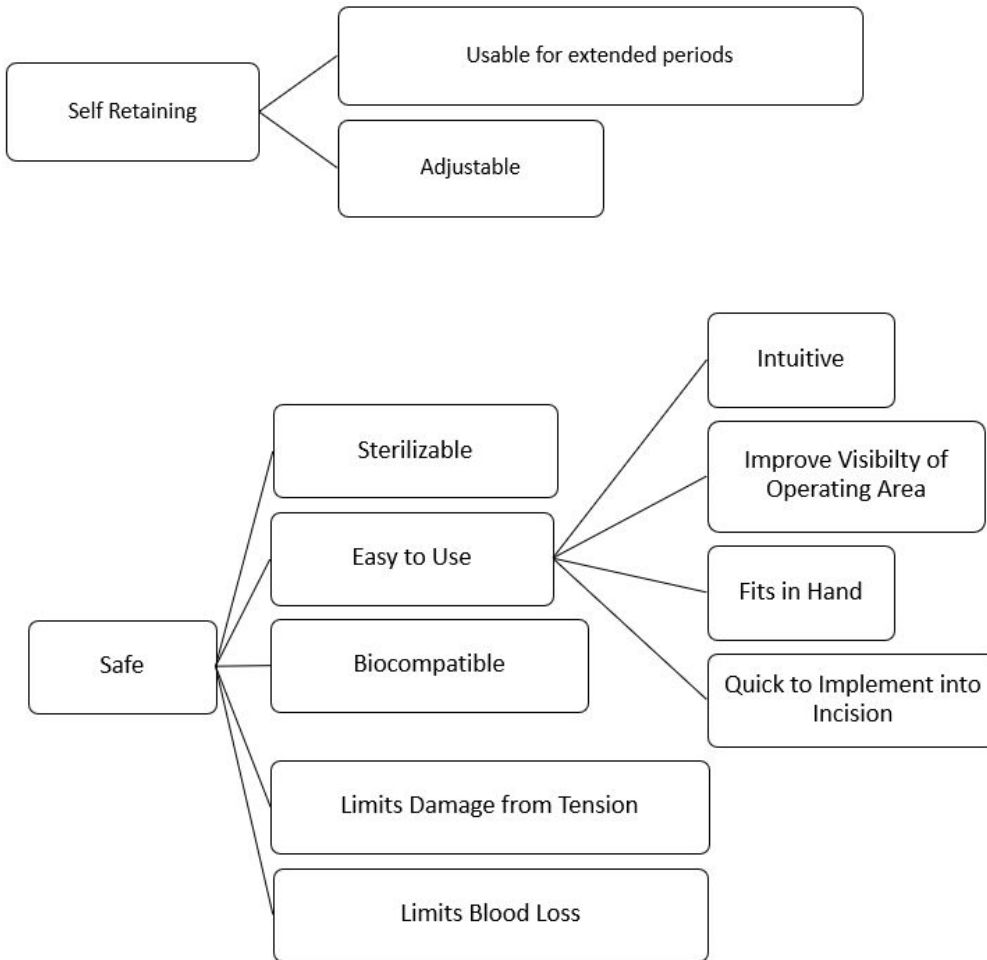 Usable for extended periods
Self Retaining
Adjustable
Intuitive
Sterilizable
Improve Visibilty of
Operating Area
Easy to Use
Fits in Hand
Safe
Biocompatible
Quick to Implement into
Incision
Limits Damage from Tension
Limits Blood Loss